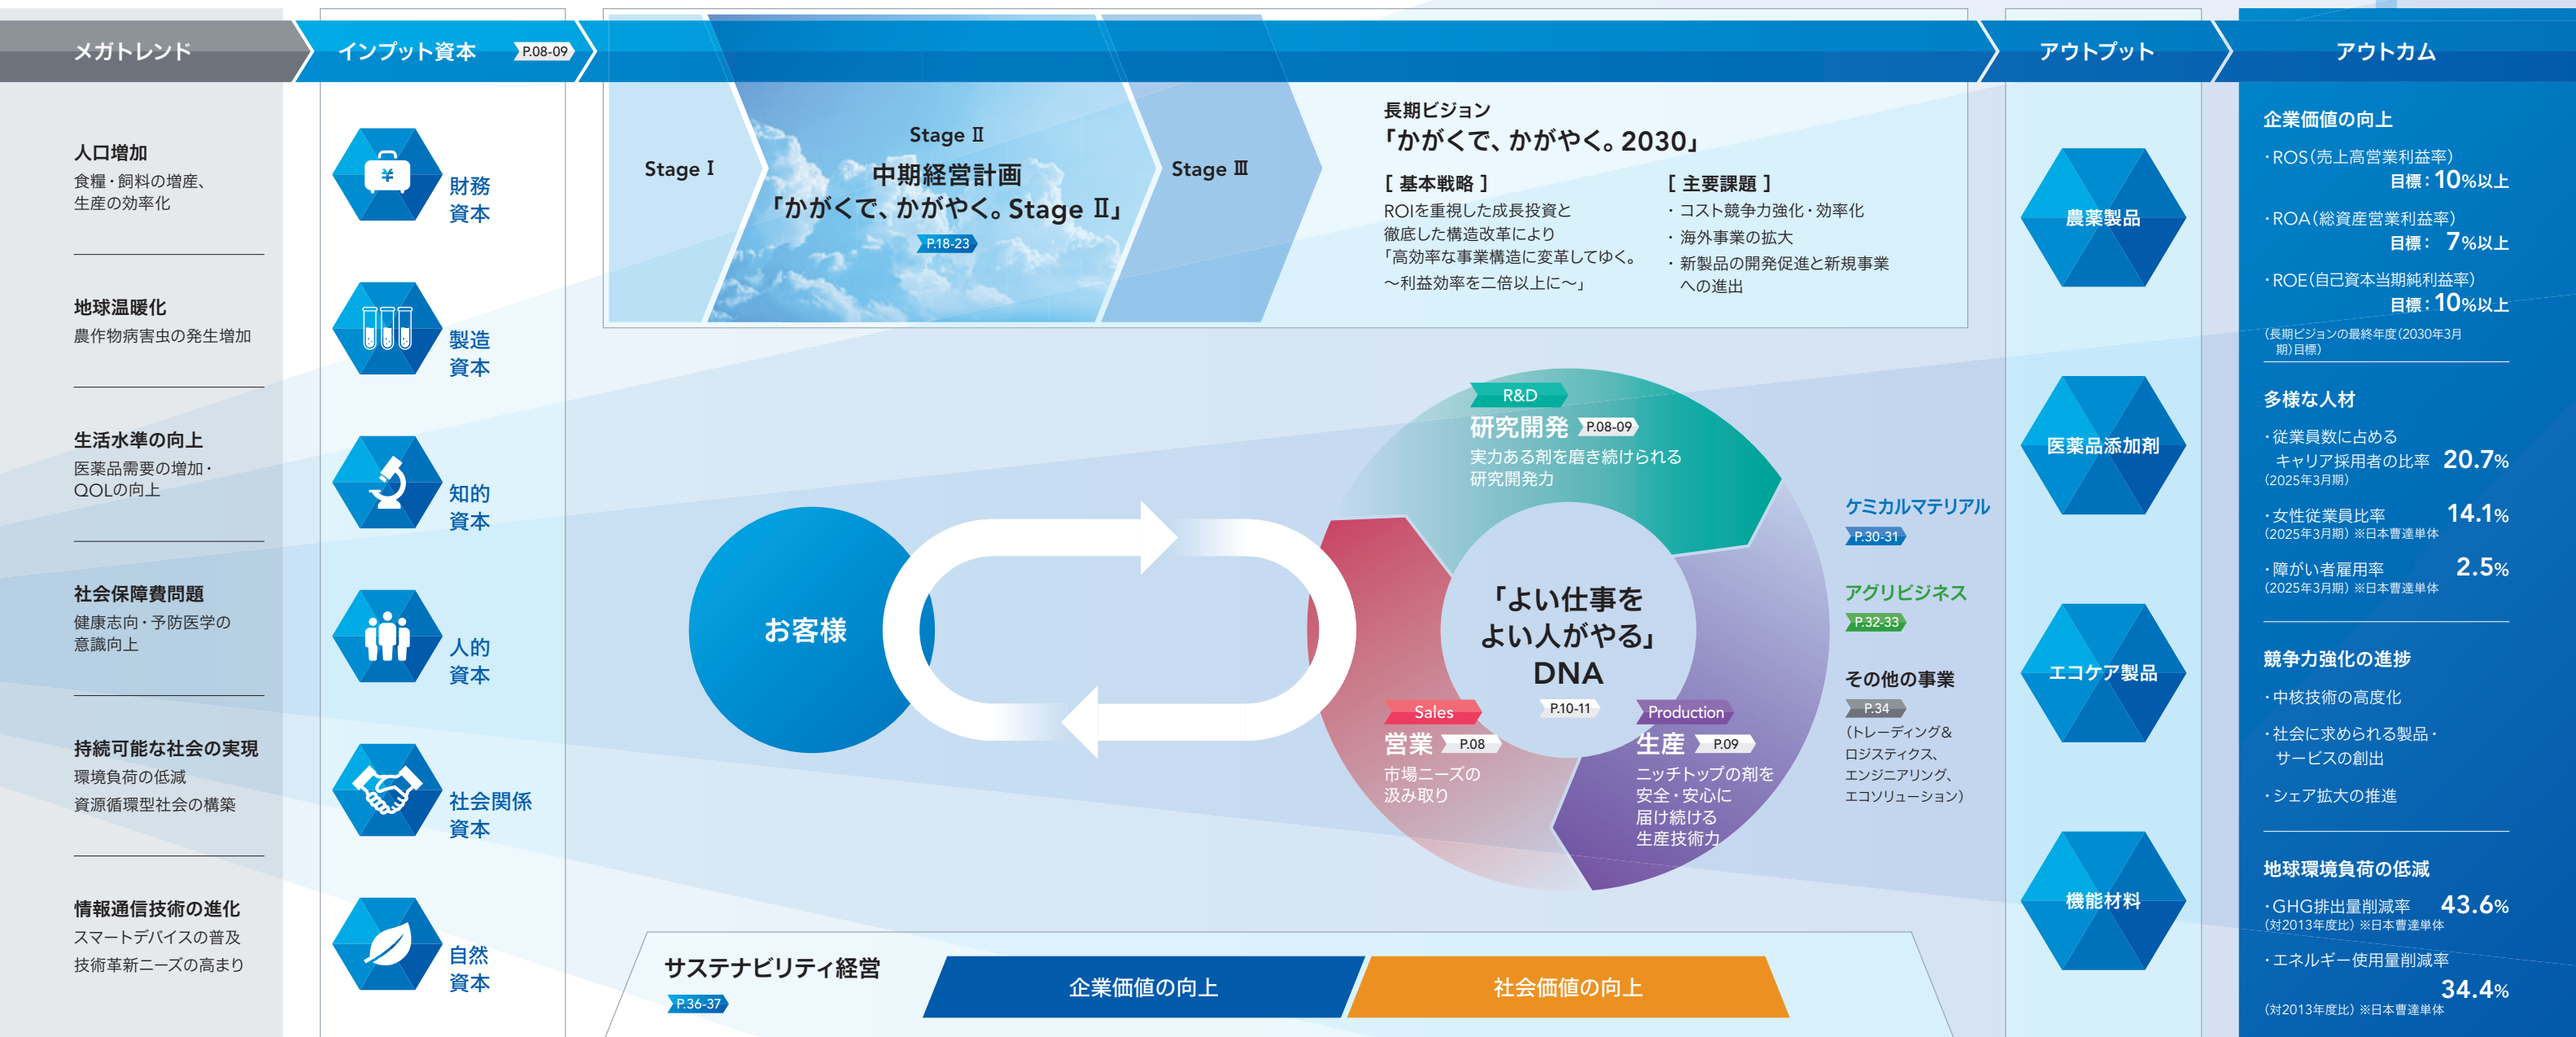 メガトレンド
人口増加
食糧・飼料の増産、
生産の効率化
地球温暖化
農作物病害虫の発生増加
生活水準の向上
医薬品需要の増加・
QOLの向上
社会保障費問題
健康志向・予防医学の
意識向上
持続可能な社会の実現
環境負荷の低減
資源循環型社会の構築
情報通信技術の進化
スマートデバイスの普及
技術革新ニーズの高まり
インプット資本 P.08-09
¥
財務
資本
製造
資本
知的
資本
人的
資本
社会関係
資本
自然
資本
Stage Ⅰ
Stage Ⅱ
中期経営計画
「かがくで、かがやく。Stage Ⅱ」
P.18-23
Stage Ⅲ
長期ビジョン
「かがくで、かがやく。2030」
[ 基本戦略 ]
ROIを重視した成長投資と
徹底した構造改革により
「高効率な事業構造に変革してゆく。
～利益効率を二倍以上に～」
[ 主要課題 ]
・コスト競争力強化・効率化
・海外事業の拡大
・新製品の開発促進と新規事業
への進出
お客様
R&D
研究開発 P.08-09
実力ある剤を磨き続けられる
研究開発力
「よい仕事を
よい人がやる」
DNA
P.10-11
Sales
営業 P.08
市場ニーズの
汲み取り
Production
生産 P.09
ニッチトップの剤を
安全・安心に
届け続ける
生産技術力
ケミカルマテリアル
P.30-31
アグリビジネス
P.32-33
その他の事業
P.34
（トレーディング＆
ロジスティクス、
エンジニアリング、
エコソリューション）
サステナビリティ経営
P.36-37
企業価値の向上
社会価値の向上
アウトプット
農薬製品
医薬品添加剤
エコケア製品
機能材料
アウトカム
企業価値の向上
・ROS（売上高営業利益率）
目標：10%以上
・ROA（総資産営業利益率）
目標： 7%以上
・ROE（自己資本当期純利益率）
目標：10%以上
（長期ビジョンの最終年度（2030年3月
期）目標）
多様な人材
・従業員数に占める
キャリア採用者の比率 20.7%
（2025年3月期）
・女性従業員比率 14.1%
（2025年3月期） ※日本曹達単体
・障がい者雇用率 2.5%
（2025年3月期） ※日本曹達単体
競争力強化の進捗
・中核技術の高度化
・社会に求められる製品・
サービスの創出
・シェア拡大の推進
地球環境負荷の低減
・GHG排出量削減率 43.6%
（対2013年度比） ※日本曹達単体
・エネルギー使用量削減率
34.4%
（対2013年度比） ※日本曹達単体